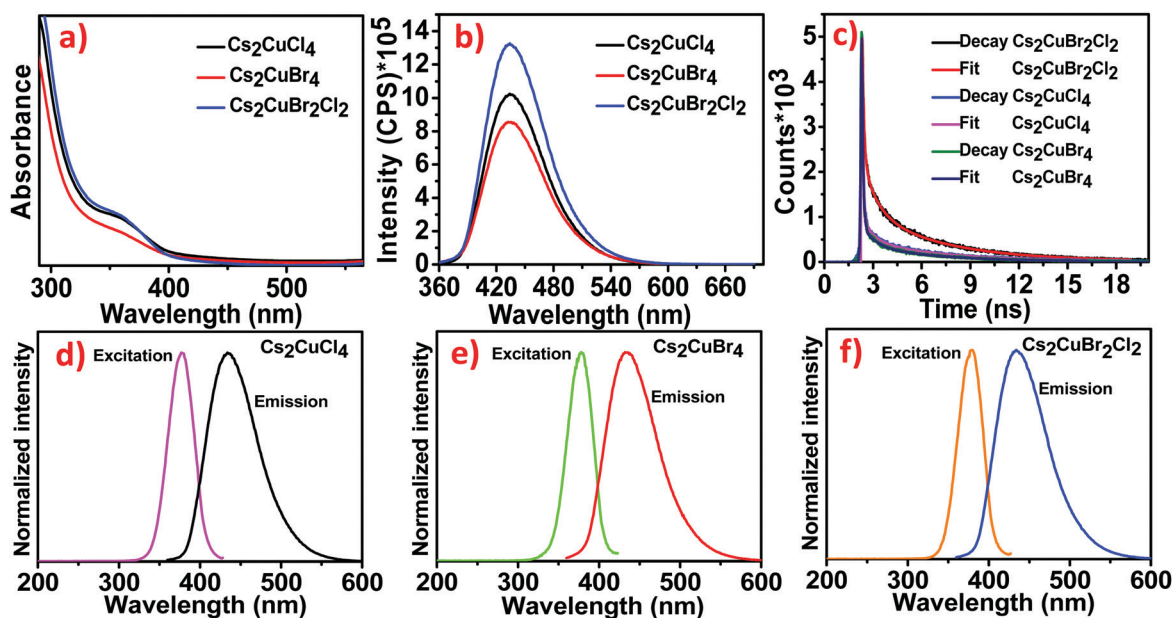 a)
Cs2CuCl4
Cs2CuBr4
Cs2CuBr2Cl2
Absorbance
300 400 500
Wavelength (nm)
b)
Cs2CuCl4
Cs2CuBr4
Cs2CuBr2Cl2
Intensity (CPS)*10^5
14
12
10
8
6
4
2
0
360 420 480 540 600 660
Wavelength (nm)
c)
Decay Cs2CuBr2Cl2
Fit Cs2CuBr2Cl2
Decay Cs2CuCl4
Fit Cs2CuCl4
Decay Cs2CuBr4
Fit Cs2CuBr4
Counts*10^3
5
4
3
2
1
0
0 3 6 9 12 15 18
Time (ns)
d)
Excitation
Cs2CuCl4
Emission
Normalized intensity
200 300 400 500 600
Wavelength (nm)
e)
Excitation
Cs2CuBr4
Emission
Normalized intensity
200 300 400 500 600
Wavelength (nm)
f)
Excitation
Cs2CuBr2Cl2
Emission
Normalized intensity
200 300 400 500 600
Wavelength (nm)